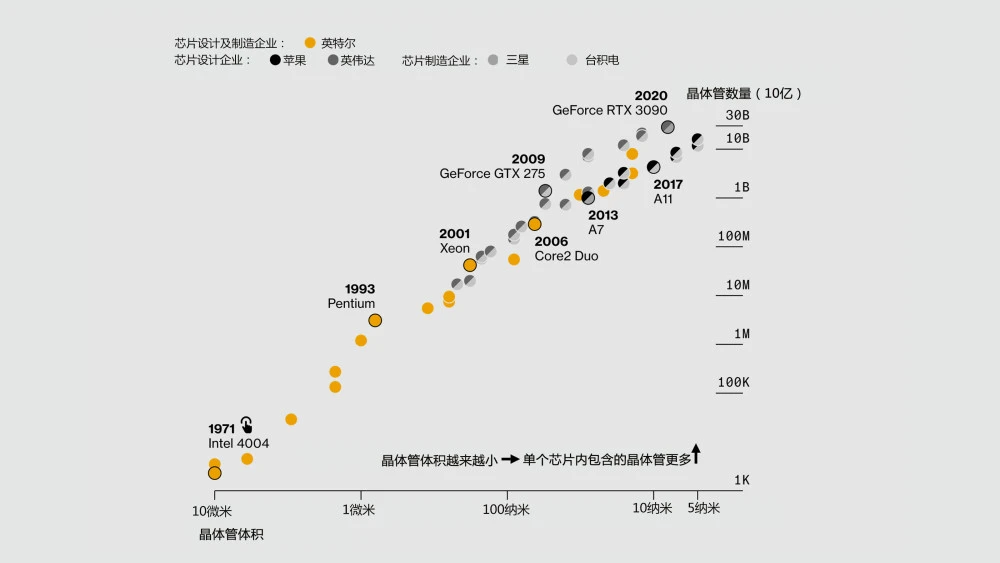 芯片设计及制造企业： 英特尔
芯片设计企业： 苹果 英伟达 芯片制造企业： 三星 台积电
晶体管数量（10亿）
2020
GeForce RTX 3090
30B
10B
2009
GeForce GTX 275
2017
A11
1B
2013
A7
2001
Xeon
2006
Core2 Duo
100M
1993
Pentium
10M
1M
100K
1971
Intel 4004
晶体管体积越来越小 → 单个芯片内包含的晶体管更多 ↑
1K
10微米 1微米 100纳米 10纳米 5纳米
晶体管体积